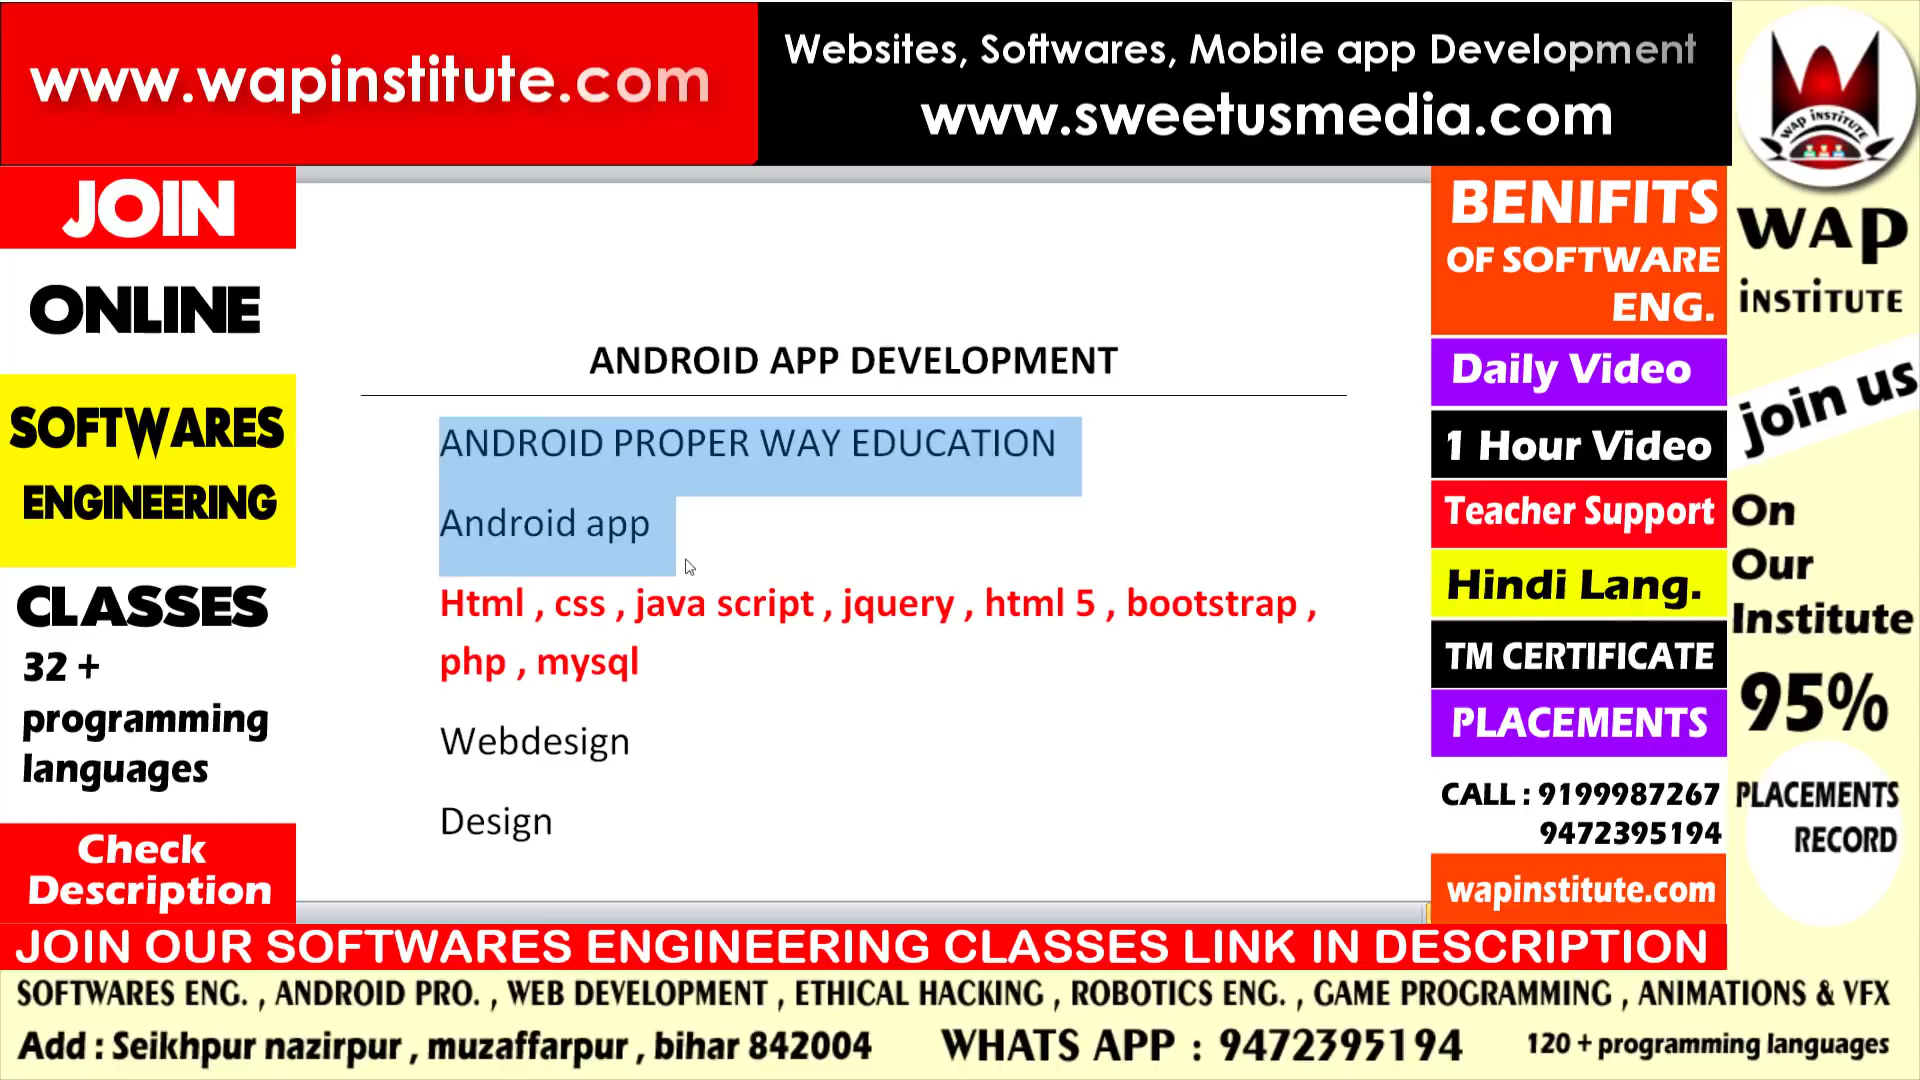 www.wapinstitute.com
Websites, Softwares, Mobile app Development
www.sweetusmedia.com
WAP INSTITUTE
JOIN
ONLINE
SOFTWARES
ENGINEERING
CLASSES
32 +
programming
languages
Check
Description
ANDROID APP DEVELOPMENT
ANDROID PROPER WAY EDUCATION
Android app
Html , css , java script , jquery , html 5 , bootstrap ,
php , mysql
Webdesign
Design
BENIFITS
OF SOFTWARE
ENG.
Daily Video
1 Hour Video
Teacher Support
Hindi Lang.
TM CERTIFICATE
PLACEMENTS
CALL : 9199987267
9472395194
wapinstitute.com
WAP
INSTITUTE
join us
On
Our
Institute
95%
PLACEMENTS
RECORD
JOIN OUR SOFTWARES ENGINEERING CLASSES LINK IN DESCRIPTION
SOFTWARES ENG. , ANDROID PRO. , WEB DEVELOPMENT , ETHICAL HACKING , ROBOTICS ENG. , GAME PROGRAMMING , ANIMATIONS & VFX
Add : Seikhpur nazirpur , muzaffarpur , bihar 842004 WHATS APP : 9472395194 120 + programming languages